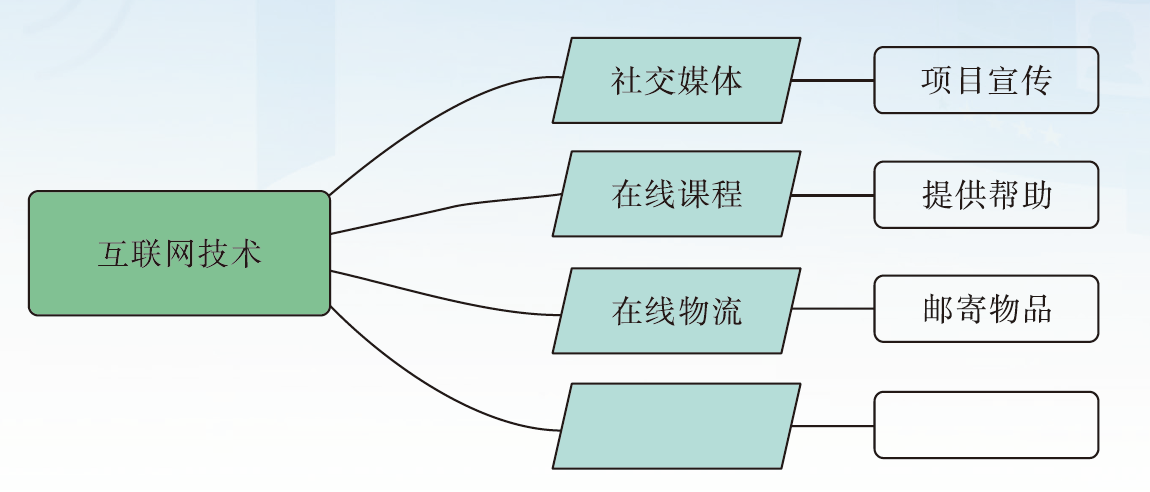 互联网技术
社交媒体
项目宣传
在线课程
提供帮助
在线物流
邮寄物品